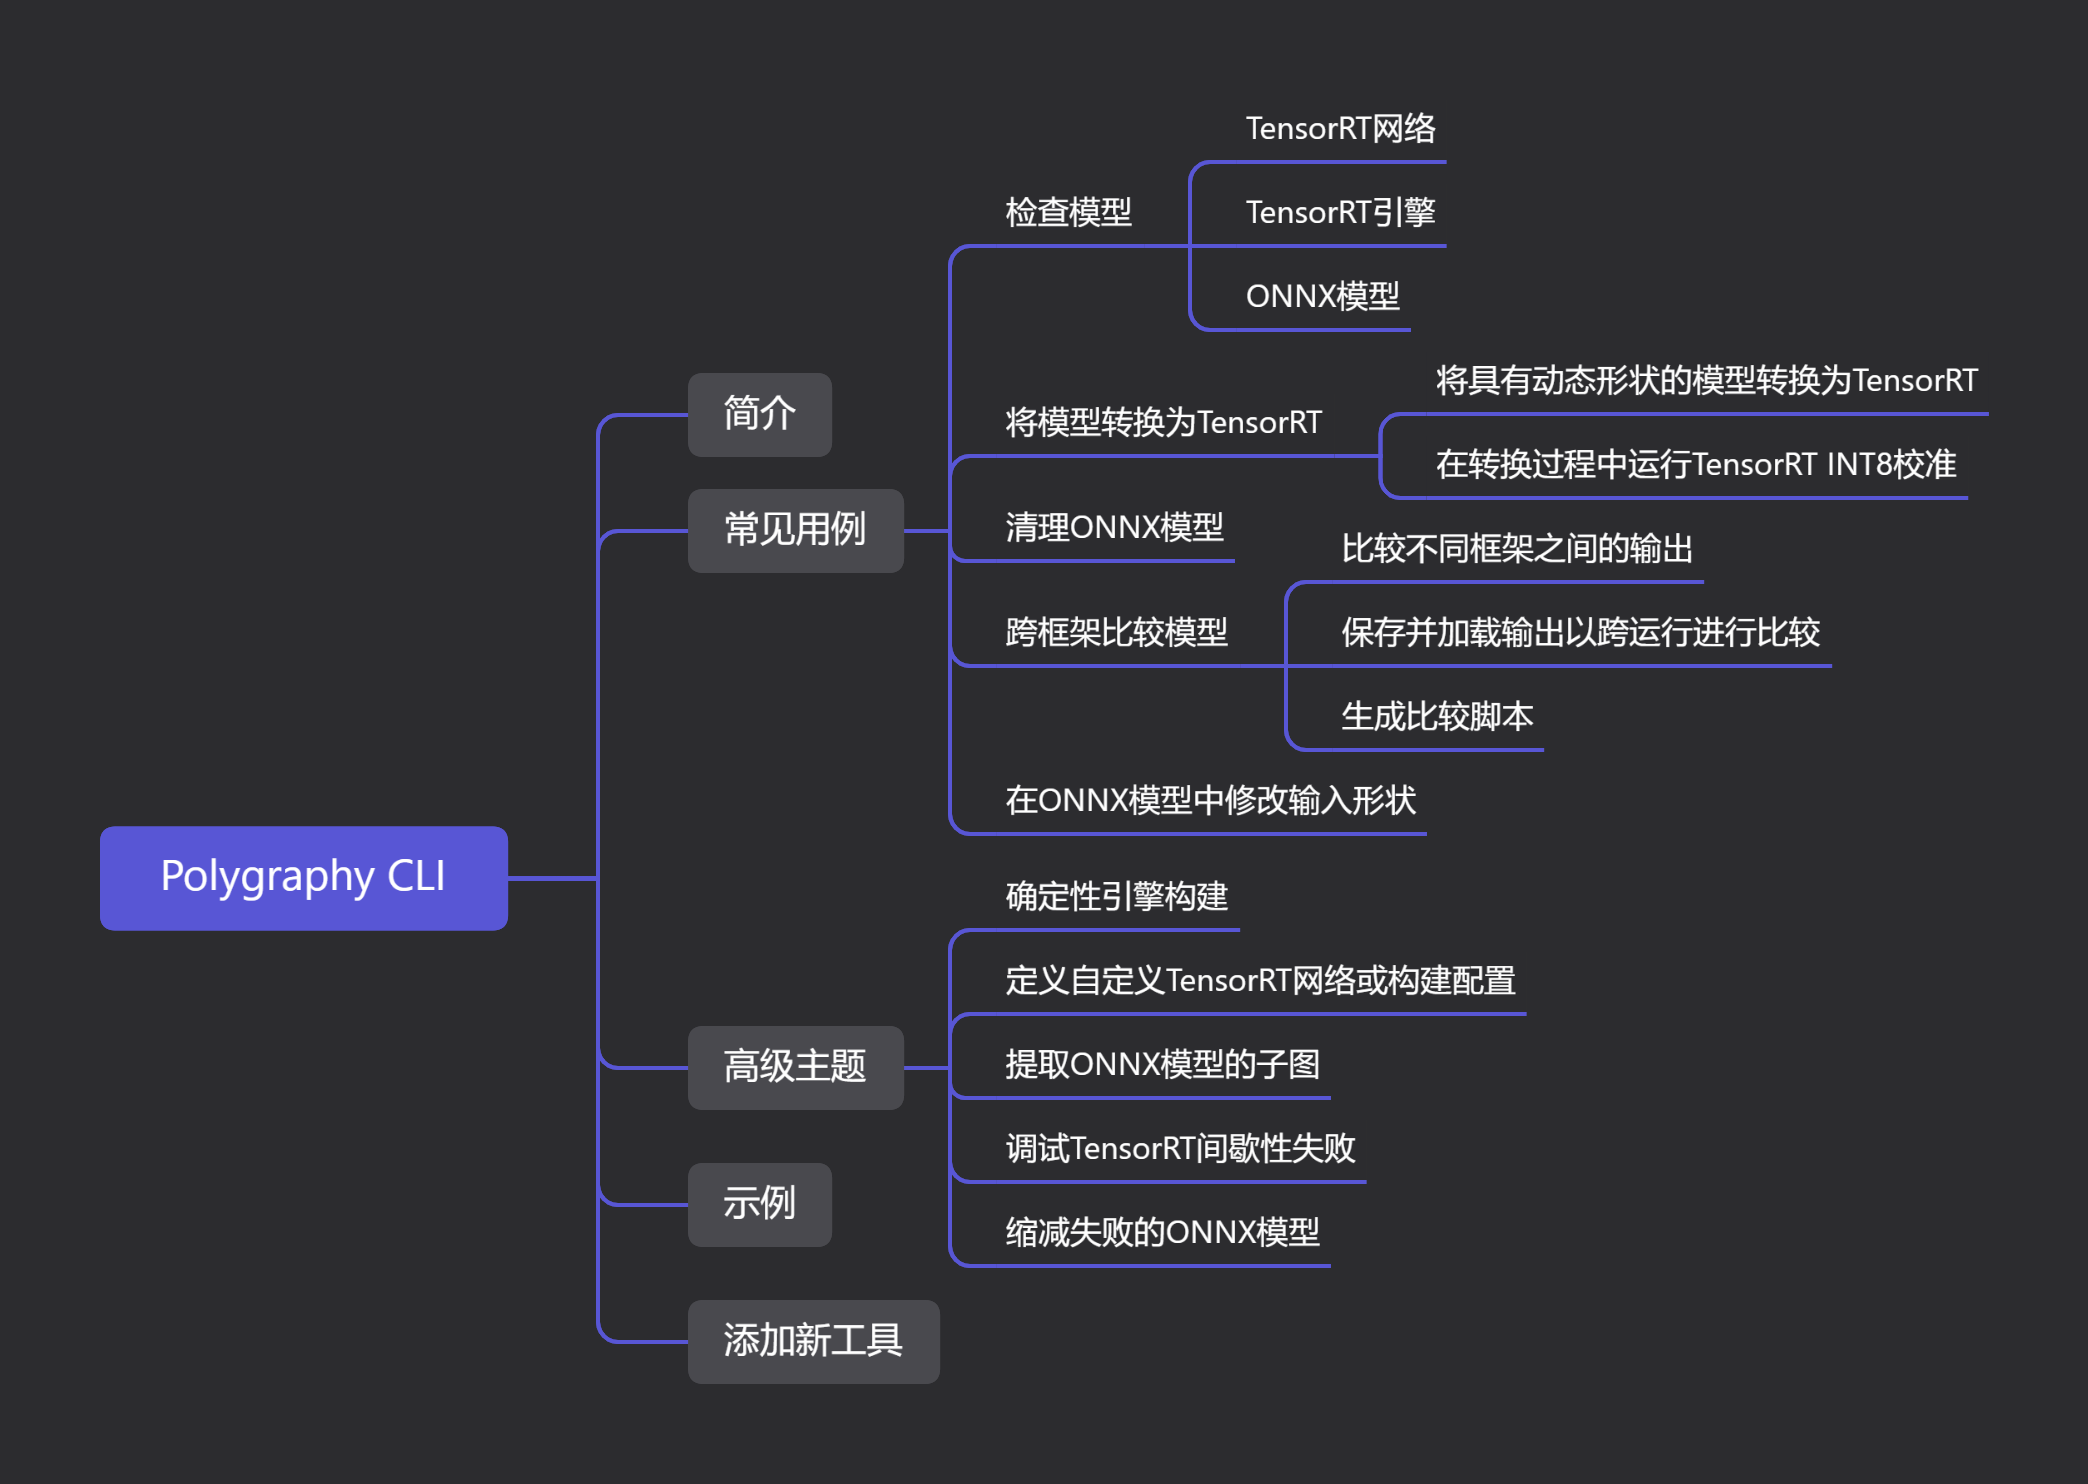 Polygraphy CLI
简介
常见用例
检查模型
TensorRT网络
TensorRT引擎
ONNX模型
将模型转换为TensorRT
将具有动态形状的模型转换为TensorRT
在转换过程中运行TensorRT INT8校准
清理ONNX模型
跨框架比较模型
比较不同框架之间的输出
保存并加载输出以跨运行进行比较
生成比较脚本
在ONNX模型中修改输入形状
高级主题
确定性引擎构建
定义自定义TensorRT网络或构建配置
提取ONNX模型的子图
调试TensorRT间歇性失败
缩减失败的ONNX模型
示例
添加新工具